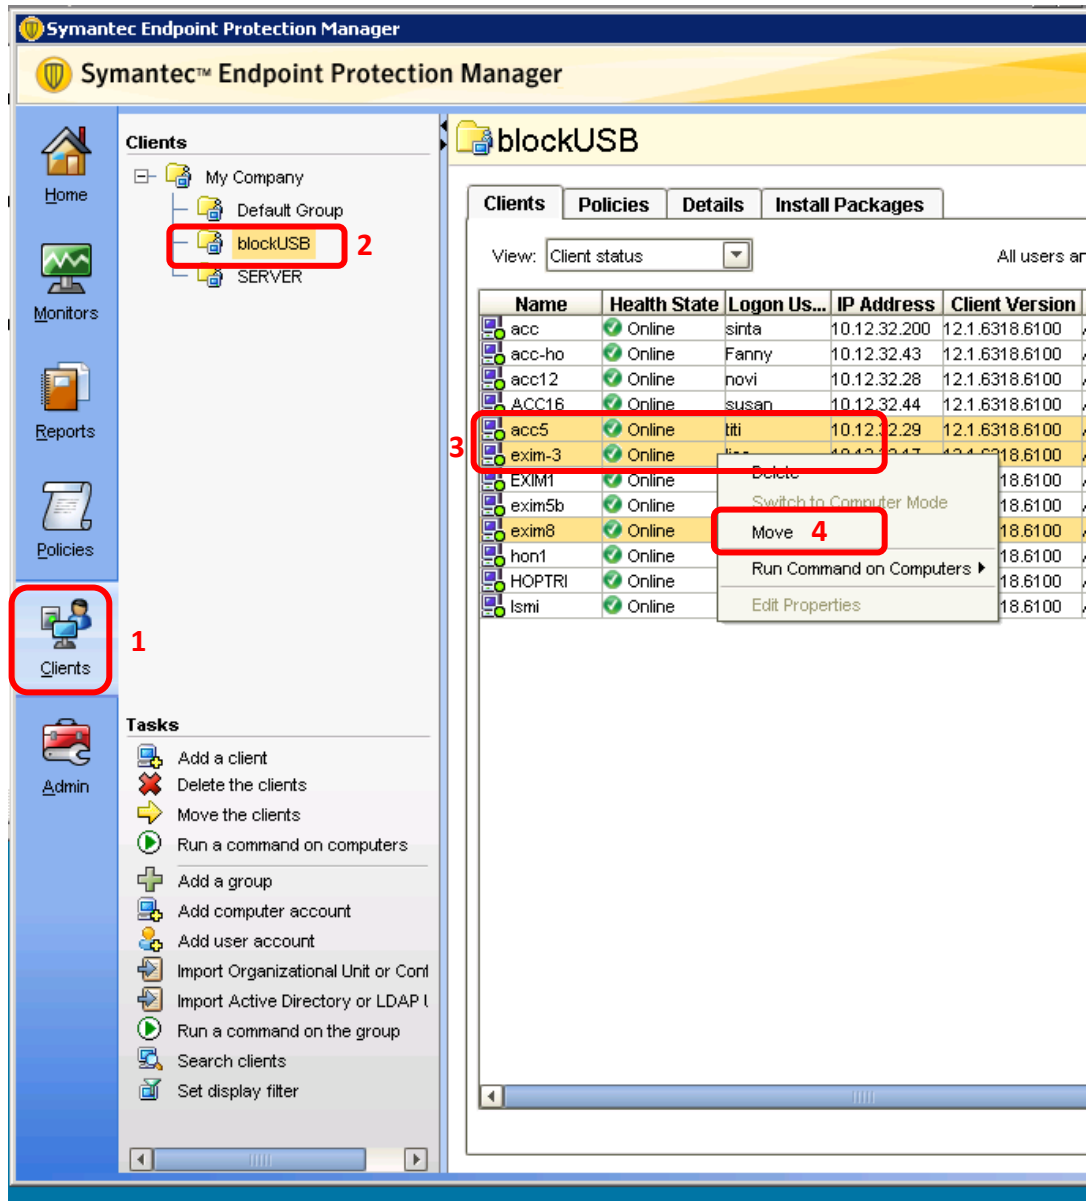 Symantec Endpoint Protection Manager
Symantec™ Endpoint Protection Manager
Home
Monitors
Reports
Policies
Clients
1
Admin
Clients
My Company
Default Group
blockUSB 2
SERVER
Tasks
Add a client
Delete the clients
Move the clients
Run a command on computers
Add a group
Add computer account
Add user account
Import Organizational Unit or Cont
Import Active Directory or LDAP U
Run a command on the group
Search clients
Set display filter
blockUSB
Clients Policies Details Install Packages
View: Client status All users ar
Name Health State Logon Us... IP Address Client Version
acc Online sinta 10.12.32.200 12.1.6318.6100
acc-ho Online Fanny 10.12.32.43 12.1.6318.6100
acc12 Online novi 10.12.32.28 12.1.6318.6100
ACC16 Online susan 10.12.32.44 12.1.6318.6100
3 acc5 Online titi 10.12.32.29 12.1.6318.6100
exim-3 Online 18.6100
EXIM1 Online 18.6100
exim5b Online 18.6100
exim8 Online 18.6100
hon1 Online 18.6100
HOPTRI Online 18.6100
lsmi Online 18.6100
Delete
Switch to Computer Mode
Move 4
Run Command on Computers
Edit Properties